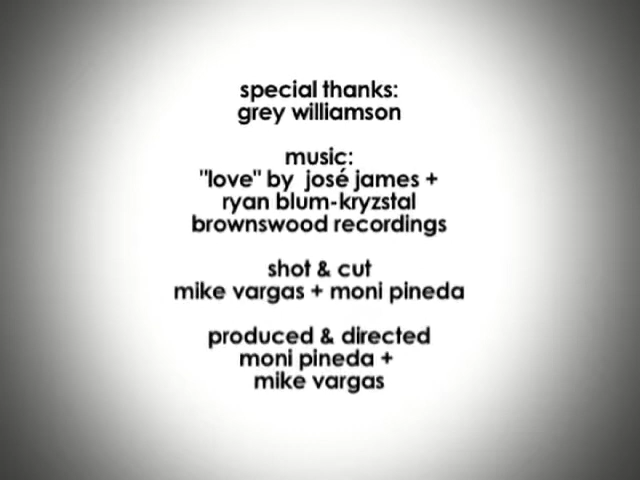 special thanks:
grey williamson
music:
"love" by josé james +
ryan blum-kryzstal
brownswood recordings
shot & cut
mike vargas + moni pineda
produced & directed
moni pineda +
mike vargas